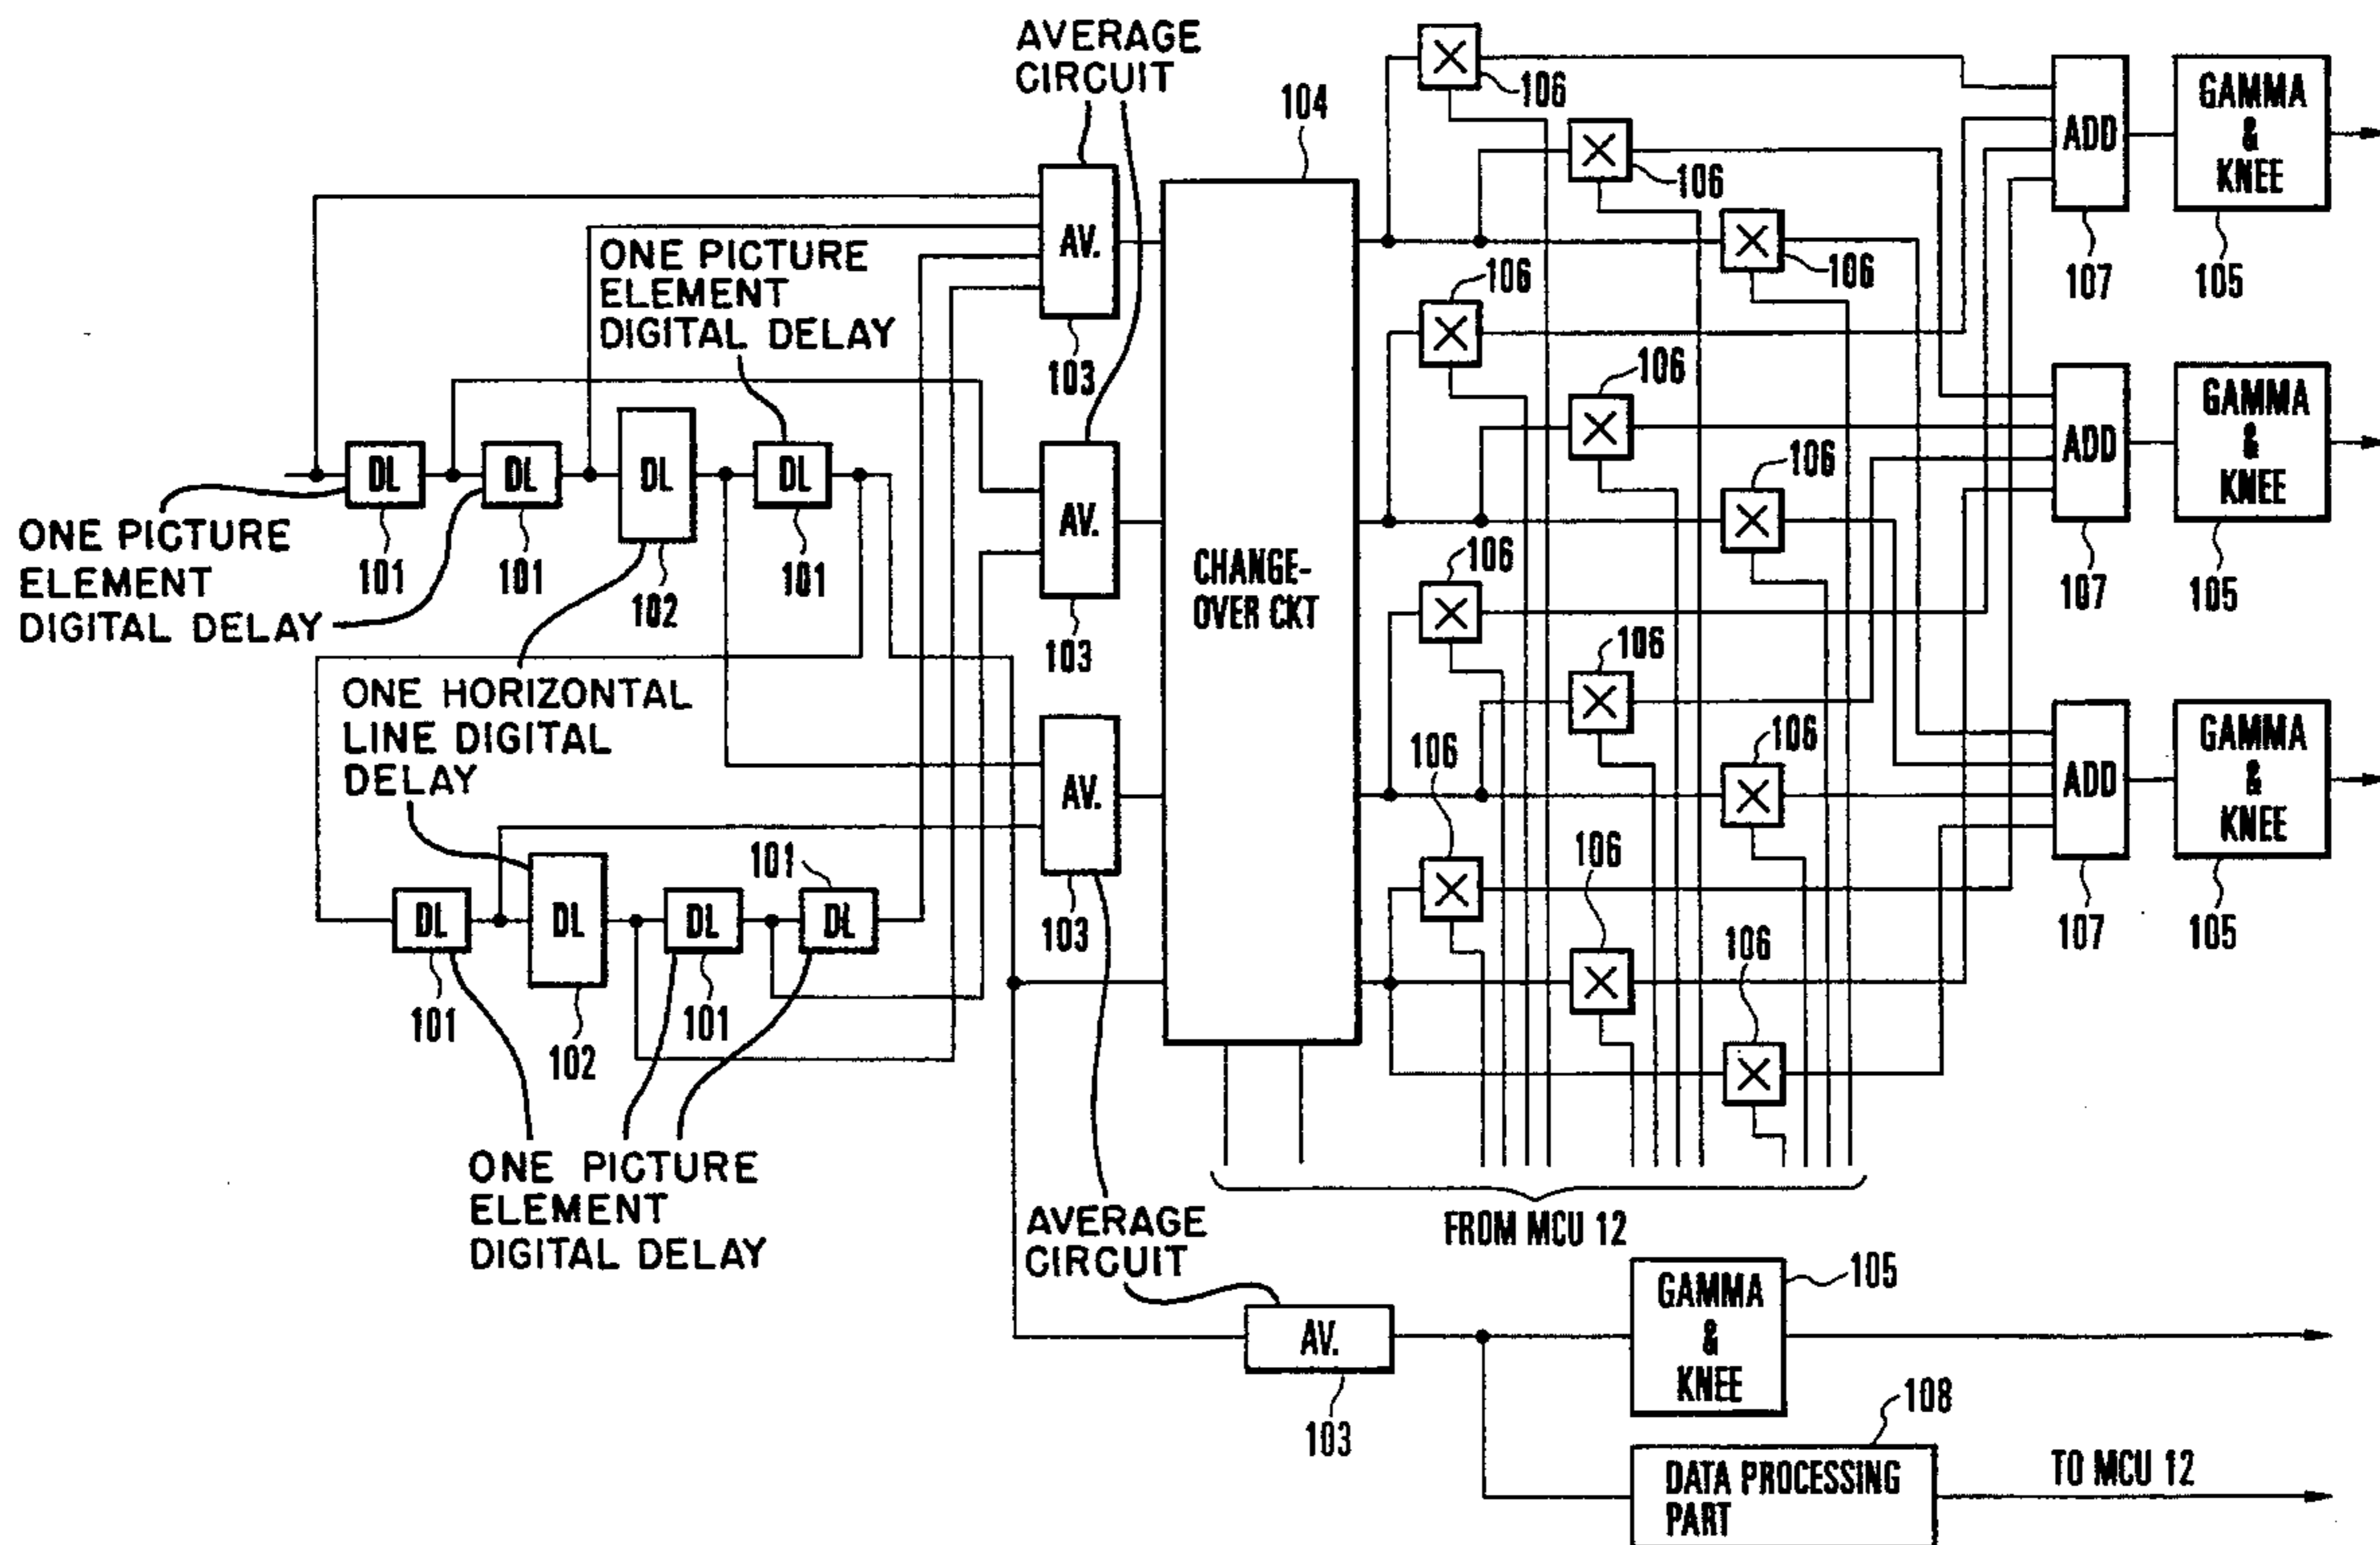 AVERAGE
CIRCUIT
104
106
106
106
ADD
107
GAMMA
&
KNEE
105
AV.
103
ONE PICTURE
ELEMENT
DIGITAL DELAY
DL
101
DL
101
DL
102
DL
101
ONE PICTURE
ELEMENT
DIGITAL DELAY
AV.
103
CHANGE-
OVER CKT
106
106
106
ADD
107
GAMMA
&
KNEE
105
ONE HORIZONTAL
LINE DIGITAL
DELAY
AV.
103
106
106
106
ADD
107
GAMMA
&
KNEE
105
DL
101
DL
102
DL
101
101
DL
106
106
106
ONE PICTURE
ELEMENT
DIGITAL DELAY
AVERAGE
CIRCUIT
FROM MCU 12
AV.
103
GAMMA
&
KNEE
105
108
DATA PROCESSING
PART
TO MCU 12